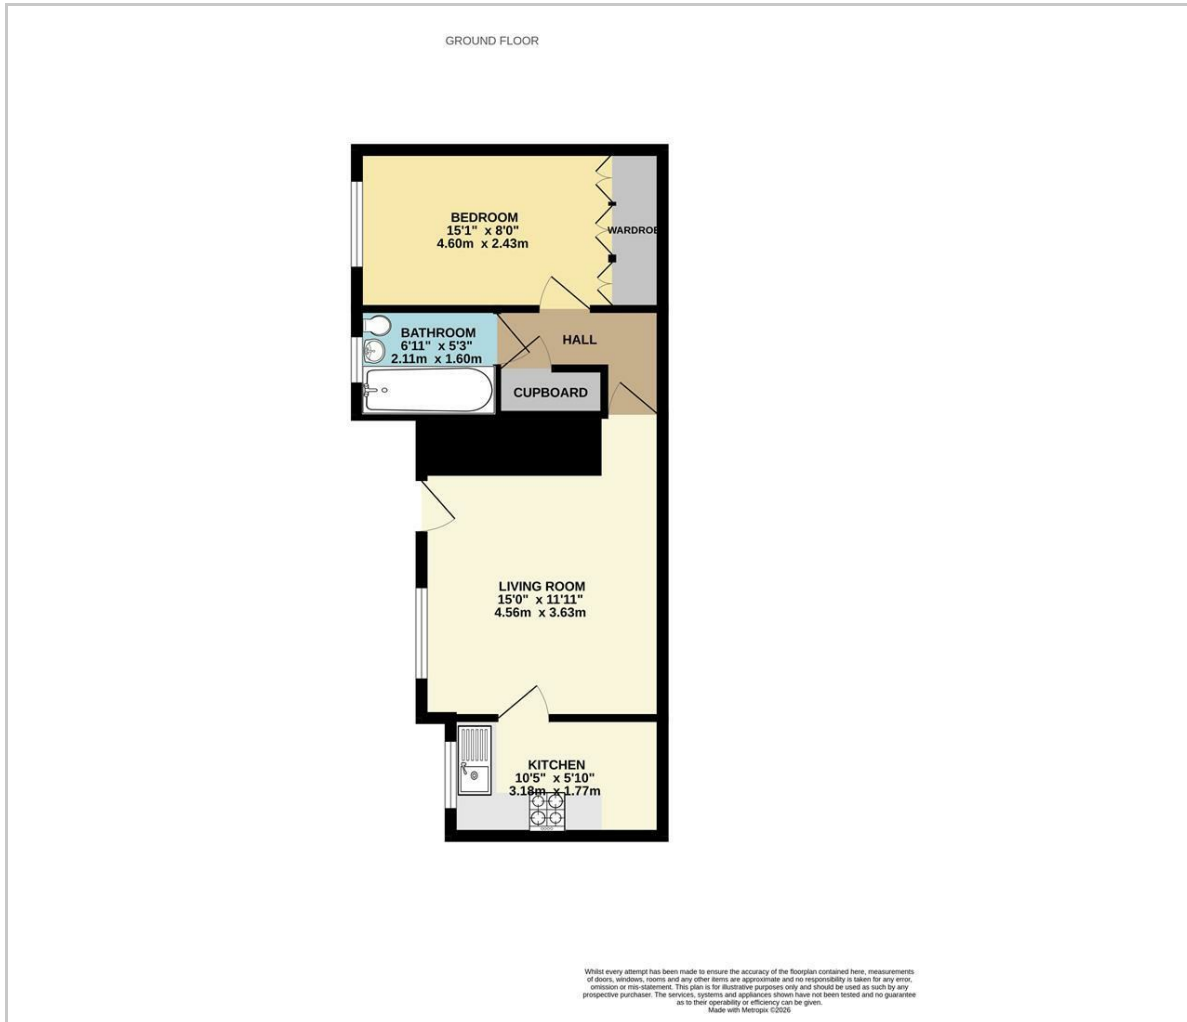 GROUND FLOOR
BEDROOM
15'1" x 8'0"
4.60m x 2.43m
WARDROBE
BATHROOM
6'11" x 5'3"
2.11m x 1.60m
HALL
CUPBOARD
LIVING ROOM
15'0" x 11'11"
4.56m x 3.63m
KITCHEN
10'5" x 5'10"
3.18m x 1.77m
Whilst every attempt has been made to ensure the accuracy of the floorplan contained here, measurements
of doors, windows, rooms and any other items are approximate and no responsibility is taken for any error,
omission or mis-statement. This plan is for illustrative purposes only and should be used as such by any
prospective purchaser. The services, systems and appliances shown have not been tested and no guarantee
as to their operability or efficiency can be given.
Made with Metropix ©2026